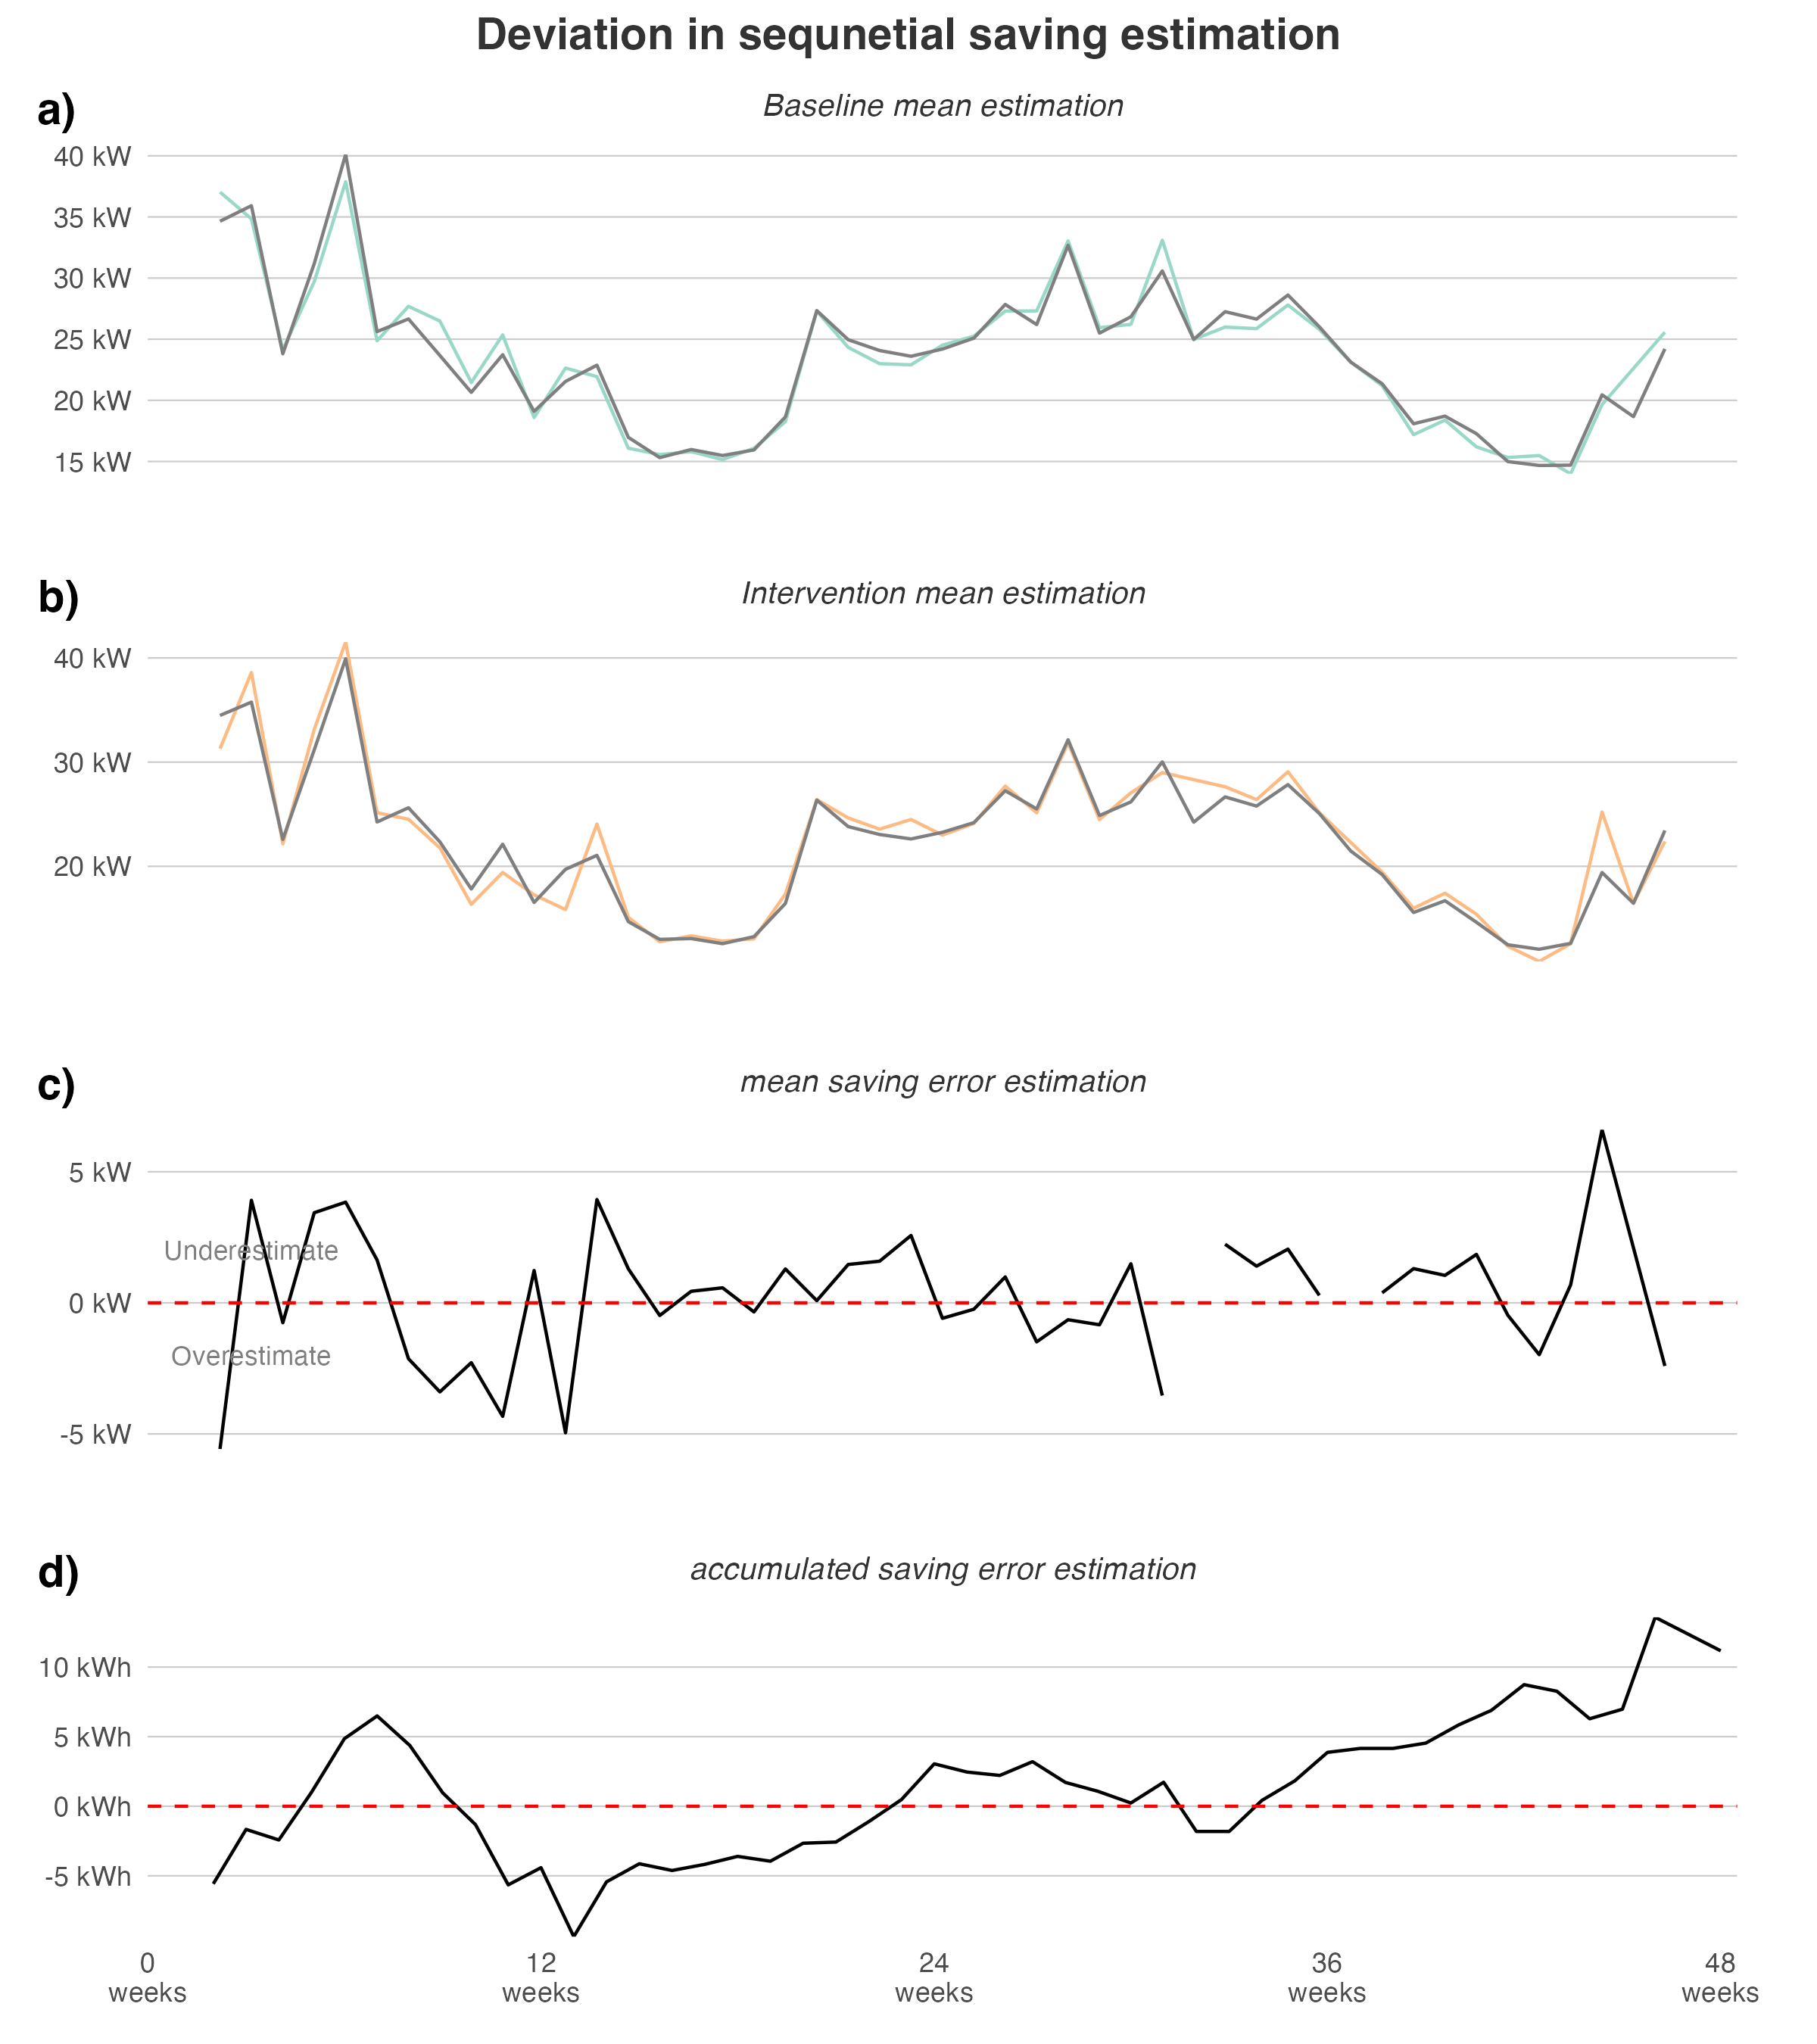 Deviation in sequnetial saving estimation
a)
Baseline mean estimation
40 kW
35 kW
30 kW
25 kW
20 kW
15 kW
b)
Intervention mean estimation
40 kW
30 kW
20 kW
c)
mean saving error estimation
5 kW
Underestimate
0 kW
Overestimate
-5 kW
d)
accumulated saving error estimation
10 kWh
5 kWh
0 kWh
-5 kWh
0 12 24 36 48
weeks weeks weeks weeks weeks